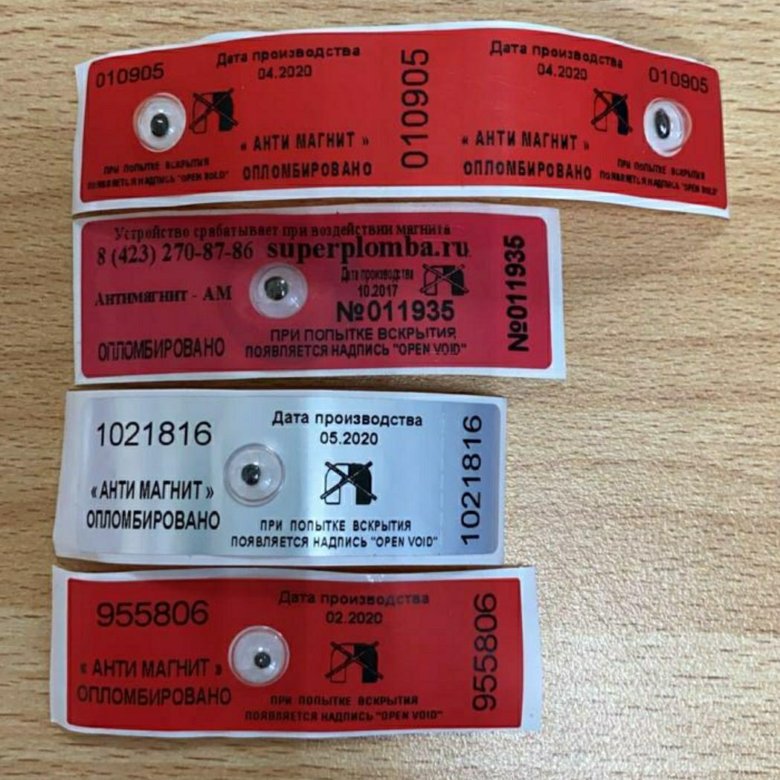 010905
Дата производства
04.2020
« АНТИ МАГНИТ »
ОПЛОМБИРОВАНО
ПРИ ПОПЫТКЕ ВСКРЫТИЯ
ПОЯВЛЯЕТСЯ НАДПИСЬ "OPEN VOID"
010905
Дата производства
04.2020
010905
« АНТИ МАГНИТ »
ОПЛОМБИРОВАНО
ПРИ ПОПЫТКЕ ВСКРЫТИЯ
ПОЯВЛЯЕТСЯ НАДПИСЬ "OPEN VOID"
Устройство срабатывает при воздействии магнита
8 (423) 270-87-86 superplomba.ru
Дата производства
10.2017
Антимагнит - АМ
№011935
ОПЛОМБИРОВАНО
ПРИ ПОПЫТКЕ ВСКРЫТИЯ,
ПОЯВЛЯЕТСЯ НАДПИСЬ "OPEN VOID"
№011935
1021816
Дата производства
05.2020
« АНТИ МАГНИТ »
ОПЛОМБИРОВАНО
ПРИ ПОПЫТКЕ ВСКРЫТИЯ
ПОЯВЛЯЕТСЯ НАДПИСЬ "OPEN VOID"
1021816
955806
Дата производства
02.2020
« АНТИ МАГНИТ »
ОПЛОМБИРОВАНО
ПРИ ПОПЫТКЕ ВСКРЫТИЯ
ПОЯВЛЯЕТСЯ НАДПИСЬ "OPEN VOID"
955806